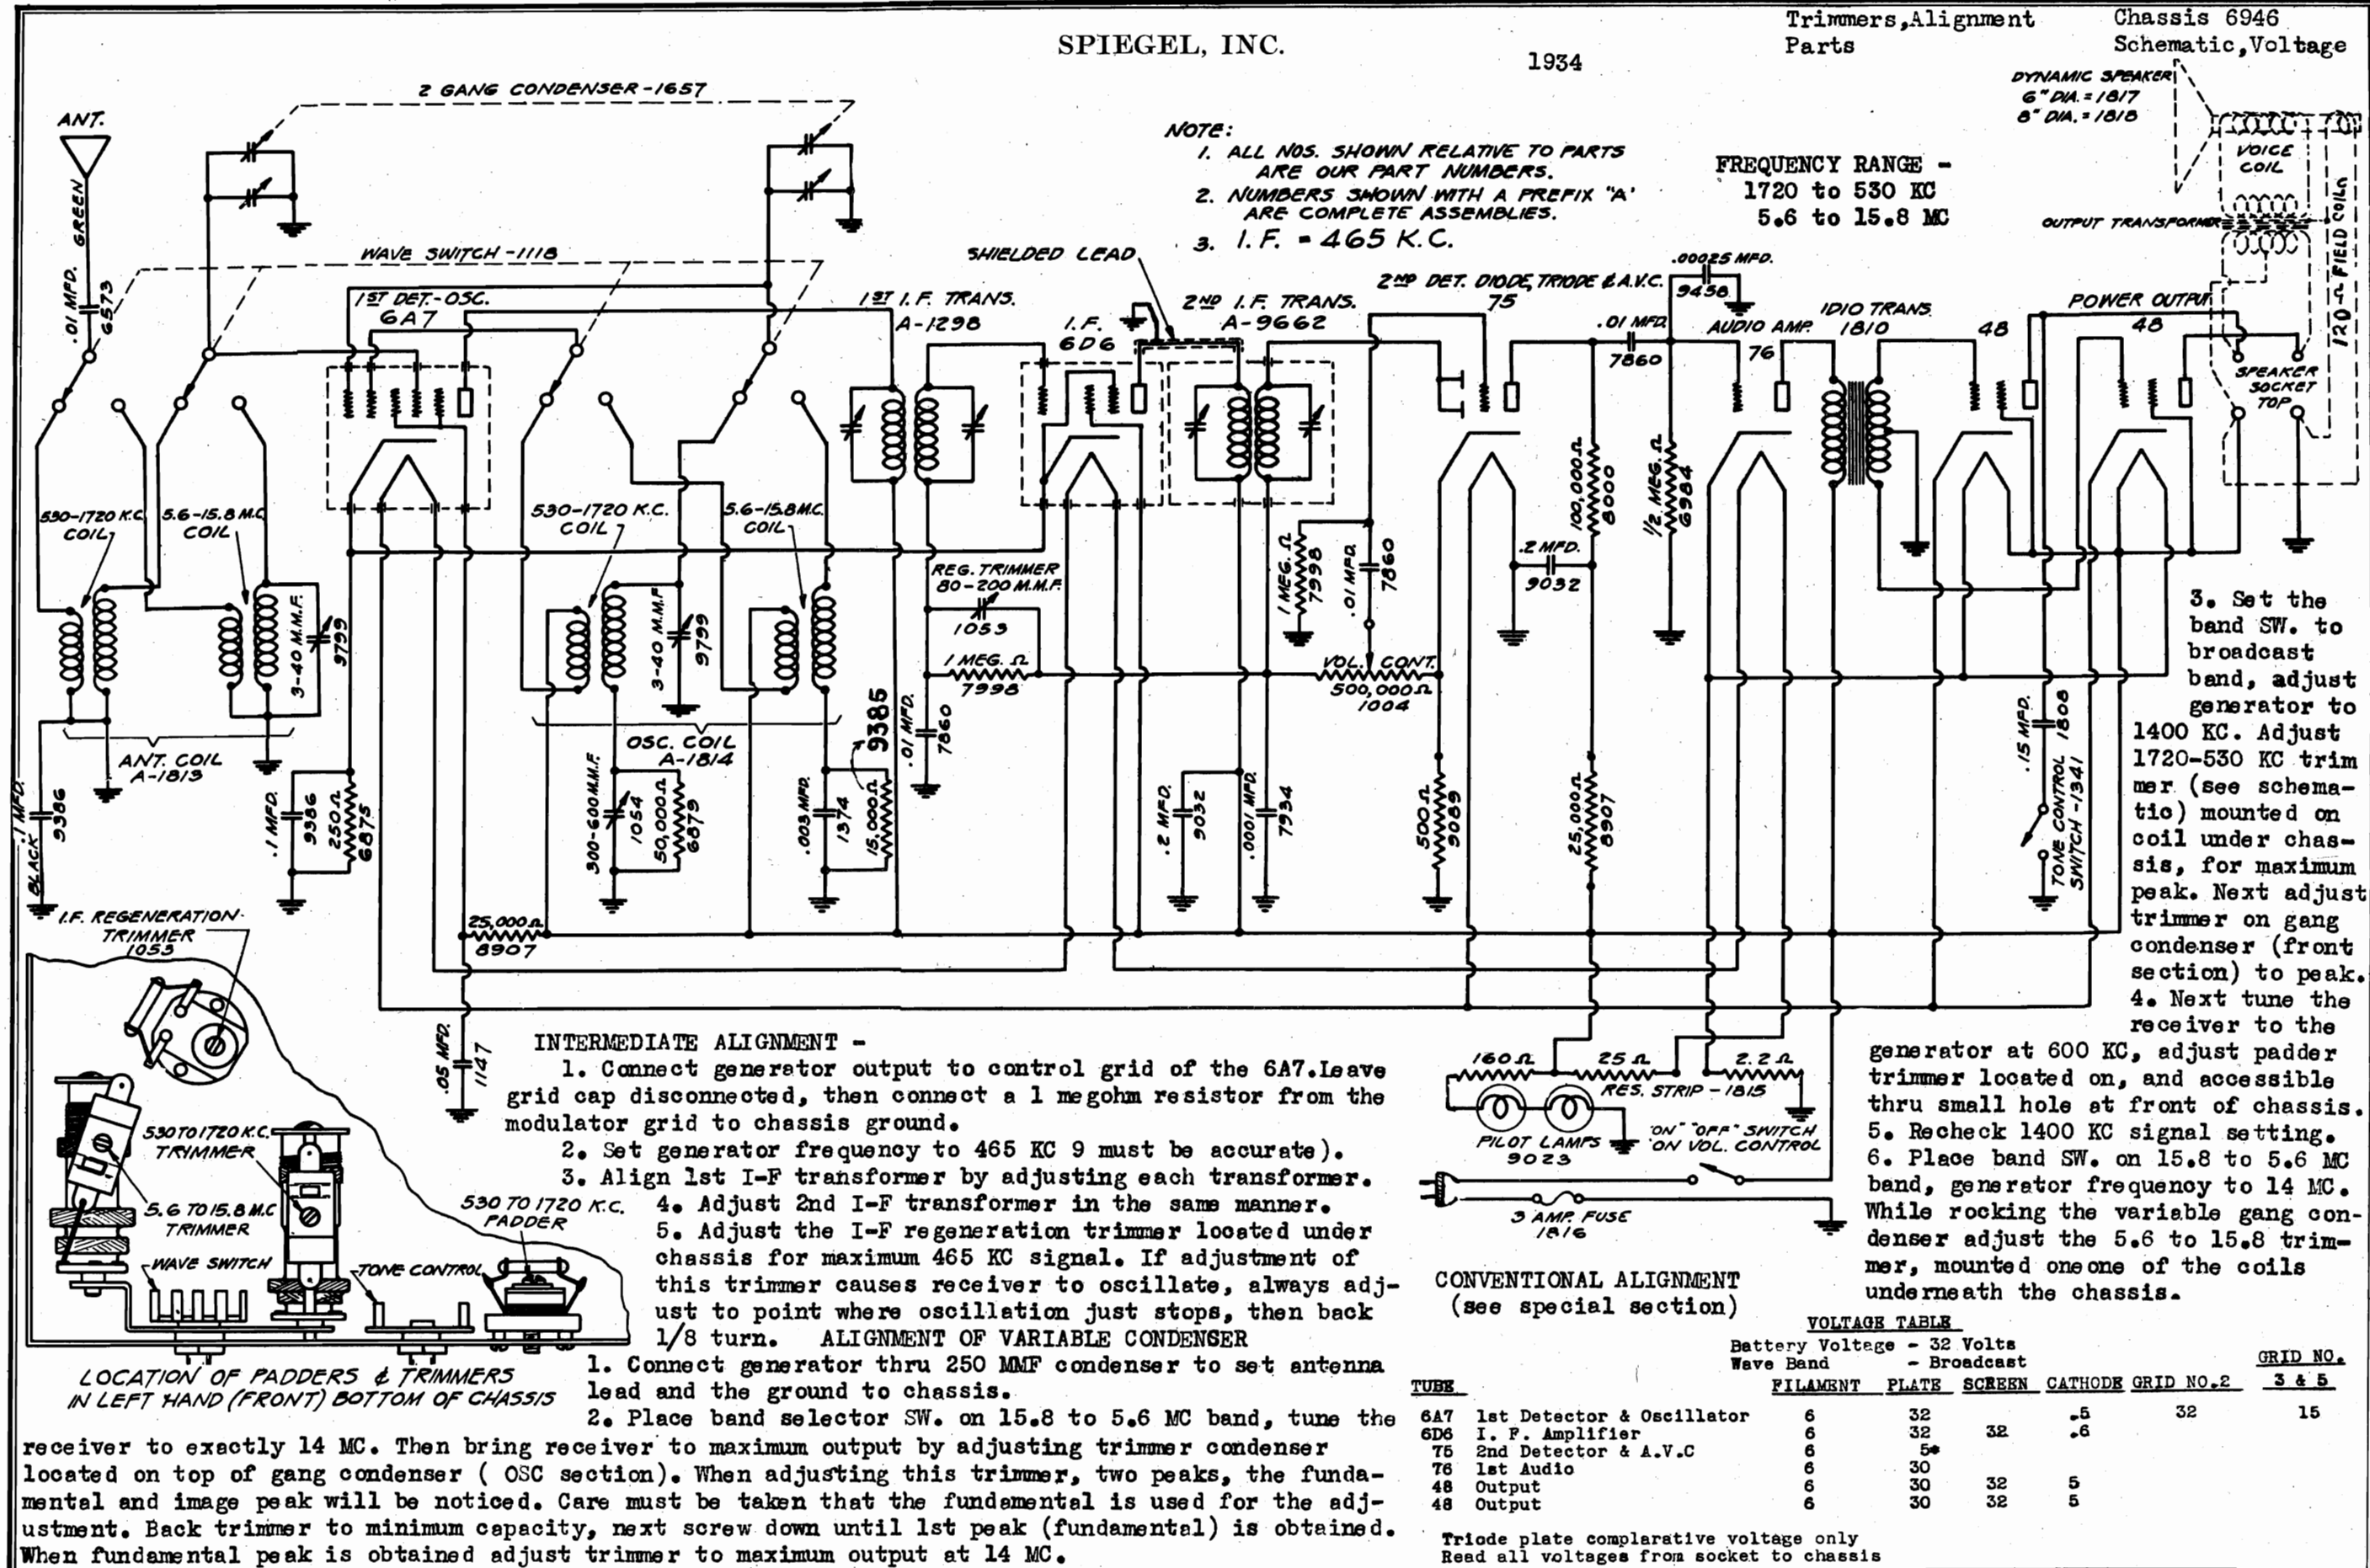 SPIEGEL, INC.
1934
Trimmers,Alignment
Parts
Chassis 6946
Schematic,Voltage
2 GANG CONDENSER-1657
ANT.
GREEN
.01 MFD.
6573
WAVE SWITCH-1118
1ST DET.-OSC.
6A7
NOTE:
1. ALL NOS. SHOWN RELATIVE TO PARTS
ARE OUR PART NUMBERS.
2. NUMBERS SHOWN WITH A PREFIX "A"
ARE COMPLETE ASSEMBLIES.
3. I.F. = 465 K.C.
FREQUENCY RANGE -
1720 to 530 KC
5.6 to 15.8 MC
DYNAMIC SPEAKER
6" DIA. = 1817
8" DIA. = 1818
VOICE
COIL
OUTPUT TRANSFORMER
120Ω FIELD COIL
SHIELDED LEAD
1ST I.F. TRANS.
A-1298
I.F.
6D6
2ND I.F. TRANS.
A-9662
2ND DET. DIODE, TRIODE & A.V.C.
75
.00025 MFD.
9458
.01 MFD.
7860
AUDIO AMP.
76
IDIO TRANS.
1810
48
POWER OUTPUT
48
SPEAKER
SOCKET
TOP
530-1720 K.C.
COIL
5.6-15.8 M.C.
COIL
530-1720 K.C.
COIL
5.6-15.8 M.C.
COIL
3-40 M.M.F.
9799
3-40 M.M.F.
9799
REG. TRIMMER
80-200 M.M.F.
1053
1 MEG. Ω
7998
1 MEG. Ω
7998
.01 MFD.
7860
VOL. CONT.
500,000Ω
1004
100,000Ω
8000
1/2 MEG. Ω
6984
.2 MFD.
9032
ANT. COIL
A-1813
OSC. COIL
A-1814
.1 MFD.
9386
BLACK
.1 MFD.
9386
250Ω
6875
300-600 M.M.F.
1054
50,000Ω
6879
.003 MFD.
1374
15,000Ω
9385
.01 MFD.
7860
.2 MFD.
9032
.0001 MFD.
7934
500Ω
9089
25,000Ω
8907
.15 MFD.
1808
TONE CONTROL
SWITCH-1341
25,000Ω
8907
.05 MFD.
1147
160Ω
25Ω
2.2Ω
RES. STRIP-1815
PILOT LAMPS
9023
"ON" "OFF" SWITCH
ON VOL. CONTROL
3 AMP. FUSE
1816
I.F. REGENERATION
TRIMMER
1053
530 TO 1720 K.C.
TRIMMER
5.6 TO 15.8 M.C
TRIMMER
WAVE SWITCH
TONE CONTROL
530 TO 1720 K.C.
PADDER
LOCATION OF PADDERS & TRIMMERS
IN LEFT HAND (FRONT) BOTTOM OF CHASSIS
INTERMEDIATE ALIGNMENT -
1. Connect generator output to control grid of the 6A7.Leave
grid cap disconnected, then connect a 1 megohm resistor from the
modulator grid to chassis ground.
2. Set generator frequency to 465 KC 9 must be accurate).
3. Align 1st I-F transformer by adjusting each transformer.
4. Adjust 2nd I-F transformer in the same manner.
5. Adjust the I-F regeneration trimmer located under
chassis for maximum 465 KC signal. If adjustment of
this trimmer causes receiver to oscillate, always adj-
ust to point where oscillation just stops, then back
1/8 turn. ALIGNMENT OF VARIABLE CONDENSER
1. Connect generator thru 250 MMF condenser to set antenna
lead and the ground to chassis.
2. Place band selector SW. on 15.8 to 5.6 MC band, tune the
receiver to exactly 14 MC. Then bring receiver to maximum output by adjusting trimmer condenser
located on top of gang condenser ( OSC section). When adjusting this trimmer, two peaks, the funda-
mental and image peak will be noticed. Care must be taken that the fundamental is used for the adj-
ustment. Back trimmer to minimum capacity, next screw down until 1st peak (fundamental) is obtained.
When fundamental peak is obtained adjust trimmer to maximum output at 14 MC.
3. Set the
band SW. to
broadcast
band, adjust
generator to
1400 KC. Adjust
1720-530 KC trim
mer (see schema-
tic) mounted on
coil under chas-
sis, for maximum
peak. Next adjust
trimmer on gang
condenser (front
section) to peak.
4. Next tune the
receiver to the
generator at 600 KC, adjust padder
trimmer located on, and accessible
thru small hole at front of chassis.
5. Recheck 1400 KC signal setting.
6. Place band SW. on 15.8 to 5.6 MC
band, generator frequency to 14 MC.
While rocking the variable gang con-
denser adjust the 5.6 to 15.8 trim-
mer, mounted oneone of the coils
underneath the chassis.
CONVENTIONAL ALIGNMENT
(see special section)
VOLTAGE TABLE
Battery Voltage - 32 Volts
Wave Band - Broadcast
TUBE FILAMENT PLATE SCREEN CATHODE GRID NO.2 GRID NO. 3 & 5
6A7 1st Detector & Oscillator 6 32 .5 32 15
6D6 I. F. Amplifier 6 32 32 .6
75 2nd Detector & A.V.C 6 5*
76 1st Audio 6 30
48 Output 6 30 32 5
48 Output 6 30 32 5
Triode plate complarative voltage only
Read all voltages from socket to chassis